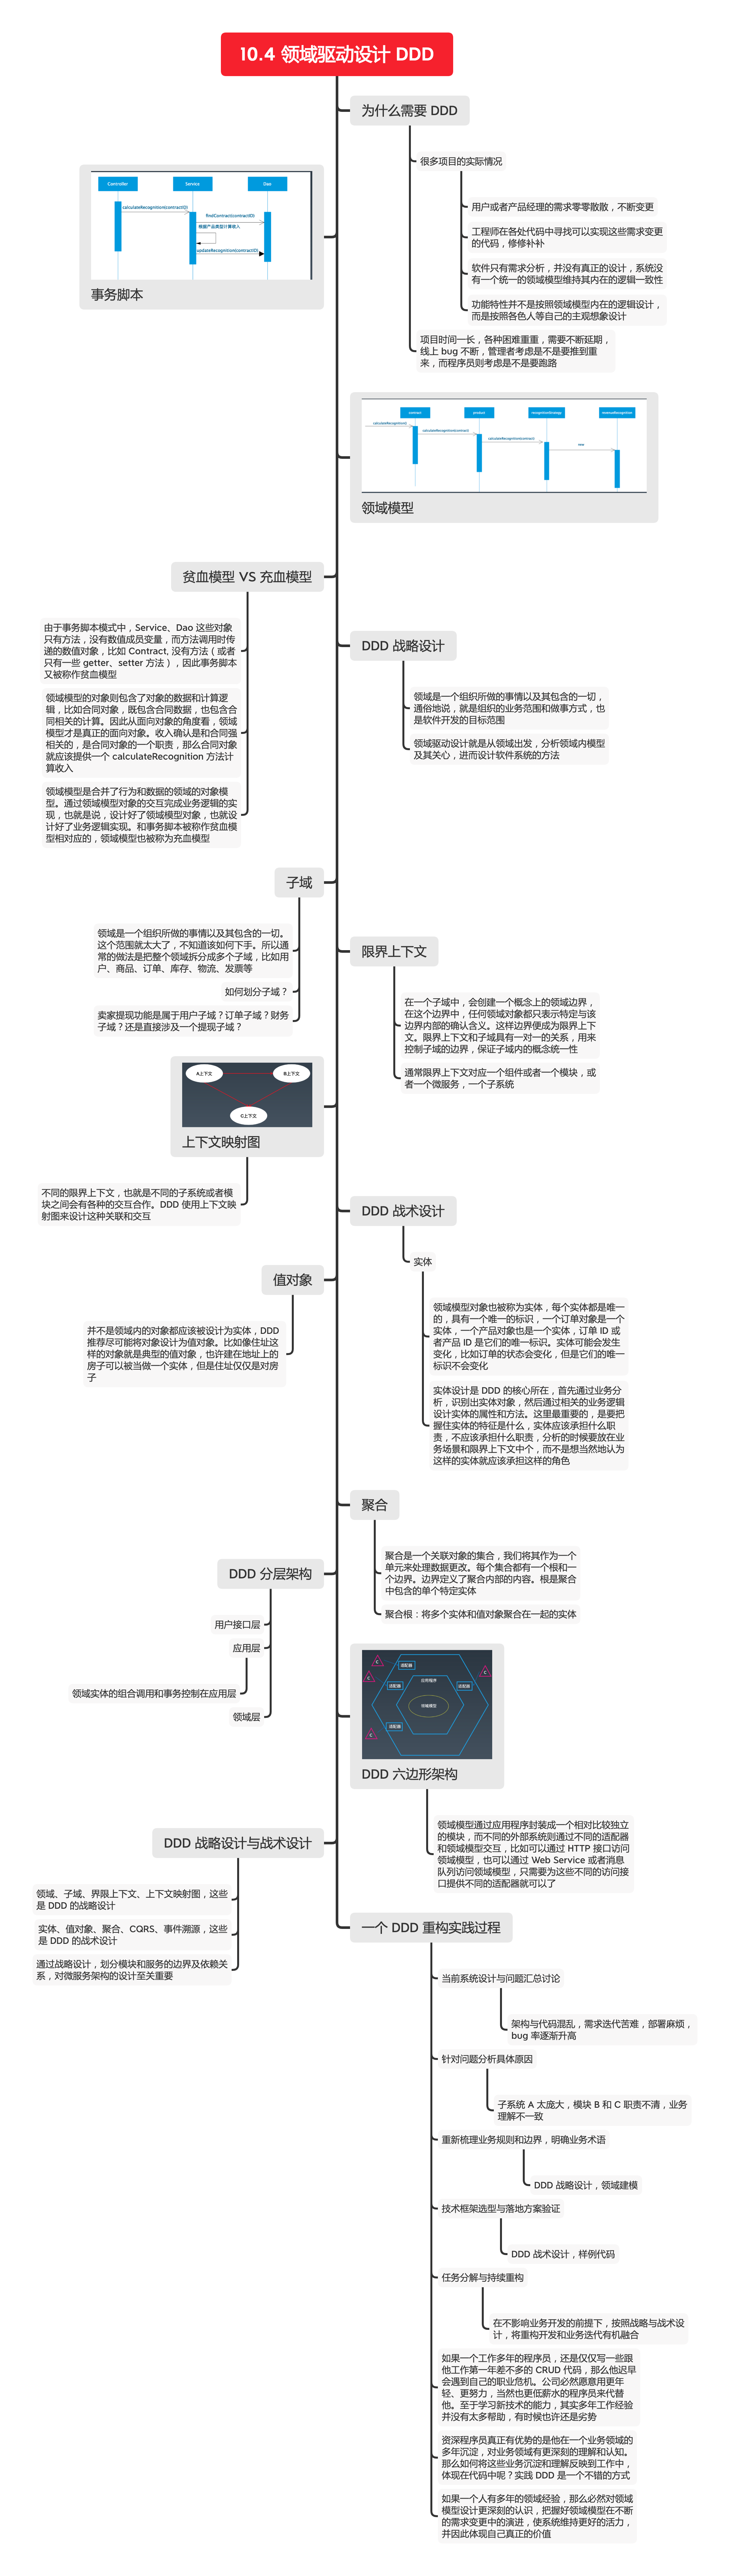 10.4 领域驱动设计 DDD
为什么需要 DDD
很多项目的实际情况
用户或者产品经理的需求零零散散，不断变更
工程师在各处代码中寻找可以实现这些需求变更
的代码，修修补补
软件只有需求分析，并没有真正的设计，系统没
有一个统一的领域模型维持其内在的逻辑一致性
功能特性并不是按照领域模型内在的逻辑设计，
而是按照各色人等自己的主观想象设计
项目时间一长，各种困难重重，需要不断延期，
线上 bug 不断，管理者考虑是不是要推到重
来，而程序员则考虑是不是要跑路
Controller
Service
Dao
calculateRecognition(contractID)
findContract(contractID)
根据产品类型计算收入
updateRecognition(contractID)
事务脚本
contract
product
recognitionStrategy
revenueRecognition
calculateRecognition()
calculateRecognition(contract
calculateRecognition(contract
new
领域模型
贫血模型 VS 充血模型
由于事务脚本模式中，Service、Dao 这些对象
只有方法，没有数值成员变量，而方法调用时传
递的数值对象，比如 Contract, 没有方法（或者
只有一些 getter、setter 方法），因此事务脚本
又被称作贫血模型
领域模型的对象则包含了对象的数据和计算逻
辑，比如合同对象，既包含合同数据，也包含合
同相关的计算。因此从面向对象的角度看，领域
模型才是真正的面向对象。收入确认是和合同强
相关的，是合同对象的一个职责，那么合同对象
就应该提供一个 calculateRecognition 方法计
算收入
领域模型是合并了行为和数据的领域的对象模
型。通过领域模型对象的交互完成业务逻辑的实
现，也就是说，设计好了领域模型对象，也就设
计好了业务逻辑实现。和事务脚本被称作贫血模
型相对应的，领域模型也被称为充血模型
DDD 战略设计
领域是一个组织所做的事情以及其包含的一切，
通俗地说，就是组织的业务范围和做事方式，也
是软件开发的目标范围
领域驱动设计就是从领域出发，分析领域内模型
及其关心，进而设计软件系统的方法
子域
领域是一个组织所做的事情以及其包含的一切。
这个范围就太大了，不知道该如何下手。所以通
常的做法是把整个领域拆分成多个子域，比如用
户、商品、订单、库存、物流、发票等
如何划分子域？
卖家提现功能是属于用户子域？订单子域？财务
子域？还是直接涉及一个提现子域？
限界上下文
在一个子域中，会创建一个概念上的领域边界，
在这个边界中，任何领域对象都只表示特定与该
边界内部的确认含义。这样边界便成为限界上下
文。限界上下文和子域具有一对一的关系，用来
控制子域的边界，保证子域内的概念统一性
通常限界上下文对应一个组件或者一个模块，或
者一个微服务，一个子系统
A上下文
B上下文
C上下文
上下文映射图
不同的限界上下文，也就是不同的子系统或者模
块之间会有各种的交互合作。DDD 使用上下文映
射图来设计这种关联和交互
DDD 战术设计
实体
领域模型对象也被称为实体，每个实体都是唯一
的，具有一个唯一的标识，一个订单对象是一个
实体，一个产品对象也是一个实体，订单 ID 或
者产品 ID 是它们的唯一标识。实体可能会发生
变化，比如订单的状态会变化，但是它们的唯一
标识不会变化
实体设计是 DDD 的核心所在，首先通过业务分
析，识别出实体对象，然后通过相关的业务逻辑
设计实体的属性和方法。这里最重要的，是要把
握住实体的特征是什么，实体应该承担什么职
责，不应该承担什么职责，分析的时候要放在业
务场景和限界上下文中个，而不是想当然地认为
这样的实体就应该承担这样的角色
值对象
并不是领域内的对象都应该被设计为实体，DDD
推荐尽可能将对象设计为值对象。比如像住址这
样的对象就是典型的值对象，也许建在地址上的
房子可以被当做一个实体，但是住址仅仅是对房
子
聚合
聚合是一个关联对象的集合，我们将其作为一个
单元来处理数据更改。每个集合都有一个根和一
个边界。边界定义了聚合内部的内容。根是聚合
中包含的单个特定实体
聚合根：将多个实体和值对象聚合在一起的实体
DDD 分层架构
用户接口层
应用层
领域实体的组合调用和事务控制在应用层
领域层
C
C
C
C
适配器
适配器
适配器
适配器
应用程序
领域模型
DDD 六边形架构
领域模型通过应用程序封装成一个相对比较独立
的模块，而不同的外部系统则通过不同的适配器
和领域模型交互，比如可以通过 HTTP 接口访问
领域模型，也可以通过 Web Service 或者消息
队列访问领域模型，只需要为这些不同的访问接
口提供不同的适配器就可以了
DDD 战略设计与战术设计
领域、子域、界限上下文、上下文映射图，这些
是 DDD 的战略设计
实体、值对象、聚合、CQRS、事件溯源，这些
是 DDD 的战术设计
通过战略设计，划分模块和服务的边界及依赖关
系，对微服务架构的设计至关重要
一个 DDD 重构实践过程
当前系统设计与问题汇总讨论
架构与代码混乱，需求迭代苦难，部署麻烦，
bug 率逐渐升高
针对问题分析具体原因
子系统 A 太庞大，模块 B 和 C 职责不清，业务
理解不一致
重新梳理业务规则和边界，明确业务术语
DDD 战略设计，领域建模
技术框架选型与落地方案验证
DDD 战术设计，样例代码
任务分解与持续重构
在不影响业务开发的前提下，按照战略与战术设
计，将重构开发和业务迭代有机融合
如果一个工作多年的程序员，还是仅仅写一些跟
他工作第一年差不多的 CRUD 代码，那么他迟早
会遇到自己的职业危机。公司必然愿意用更年
轻、更努力，当然也更低薪水的程序员来代替
他。至于学习新技术的能力，其实多年工作经验
并没有太多帮助，有时候也许还是劣势
资深程序员真正有优势的是他在一个业务领域的
多年沉淀，对业务领域有更深刻的理解和认知。
那么如何将这些业务沉淀和理解反映到工作中，
体现在代码中呢？实践 DDD 是一个不错的方式
如果一个人有多年的领域经验，那么必然对领域
模型设计更深刻的认识，把握好领域模型在不断
的需求变更中的演进，使系统维持更好的活力，
并因此体现自己真正的价值